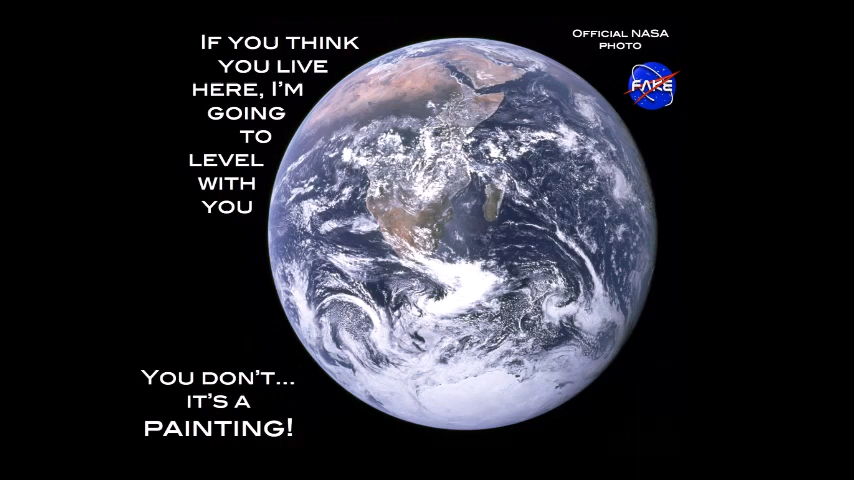 If you think
you live
here, I'm
going
to
level
with
you
Official NASA
photo
FAKE
You don't...
it's a
painting!